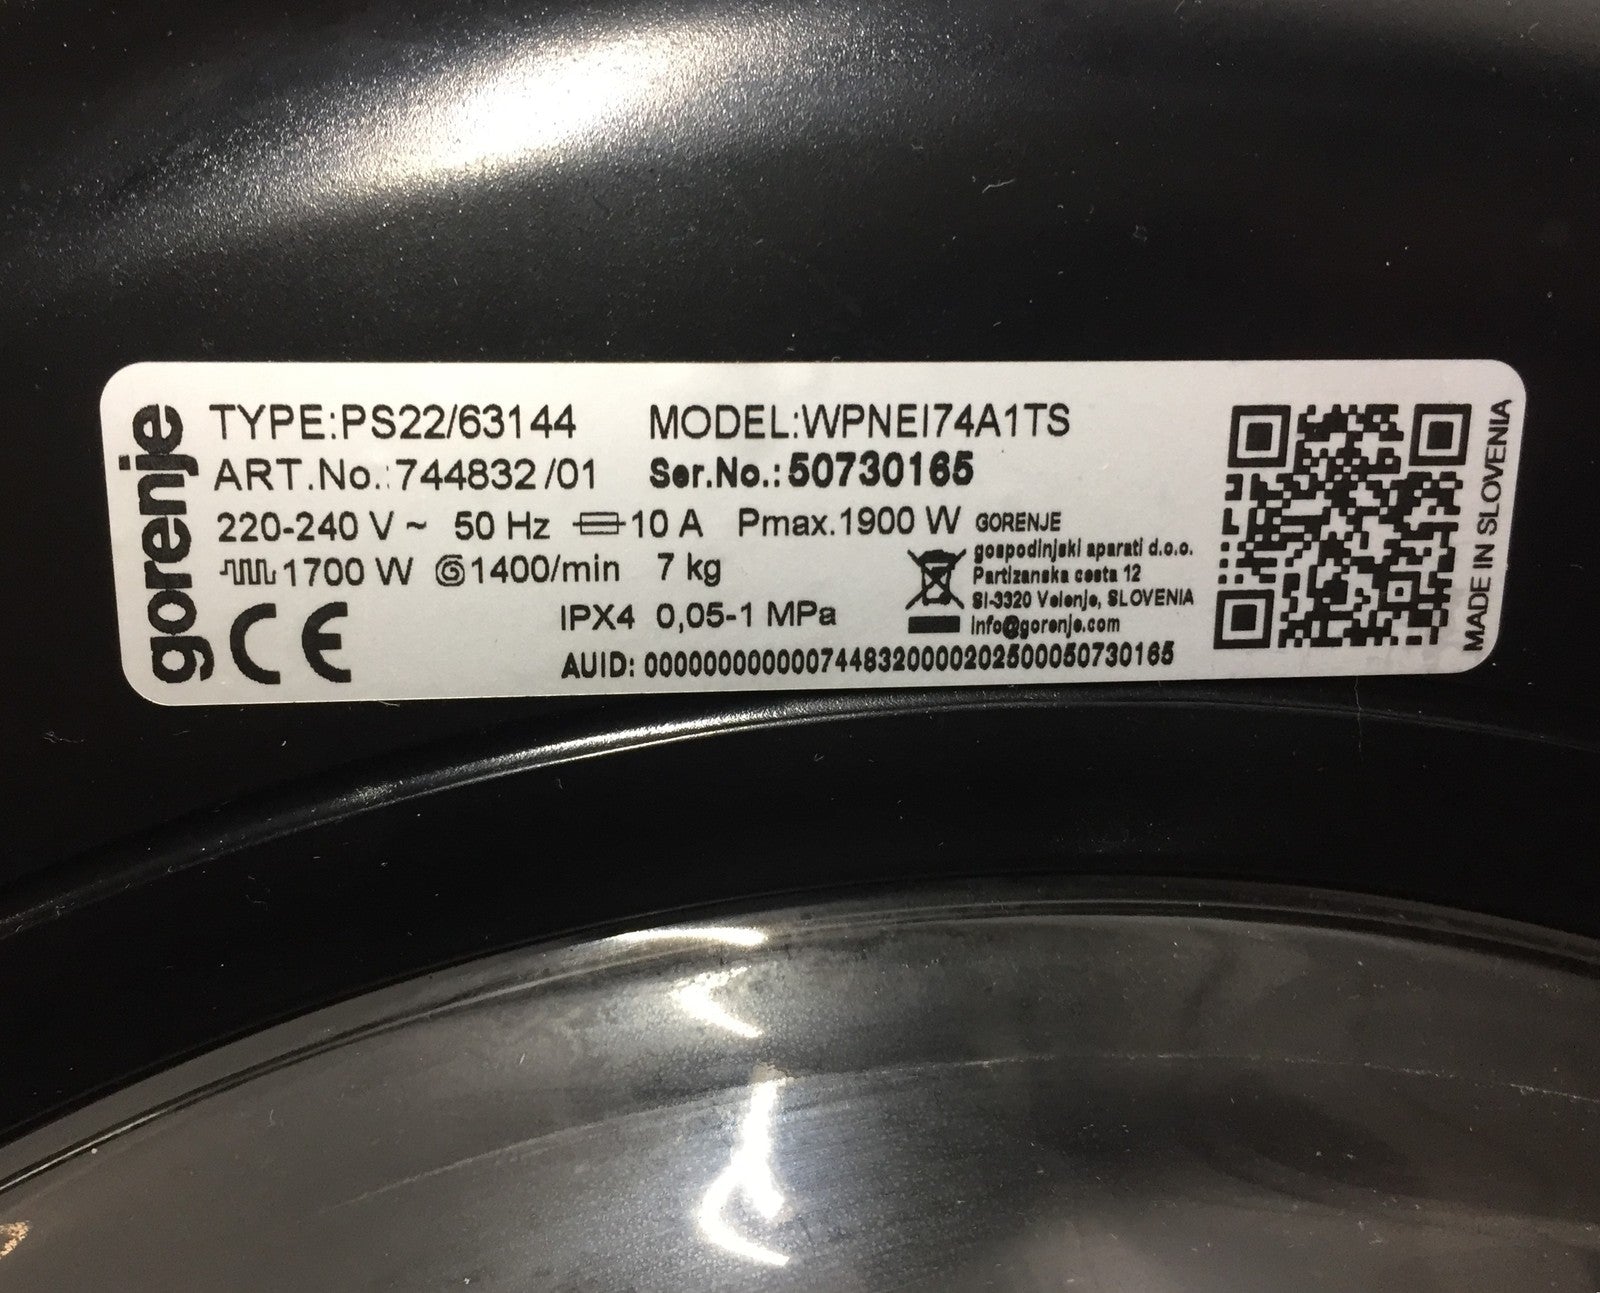 gorenje
TYPE:PS22/63144 MODEL:WPNEI74A1TS
ART.No.:744832/01 Ser.No.:50730165
220-240 V ~ 50 Hz 10 A Pmax.1900 W
1700 W 1400/min 7 kg
IPX4 0,05-1 MPa
GORENJE
gospodinjski aparati d.o.o.
Partizanska cesta 12
SI-3320 Velenje, SLOVENIA
info@gorenje.com
CE
AUID: 0000000000007448320000202500050730165
MADE IN SLOVENIA